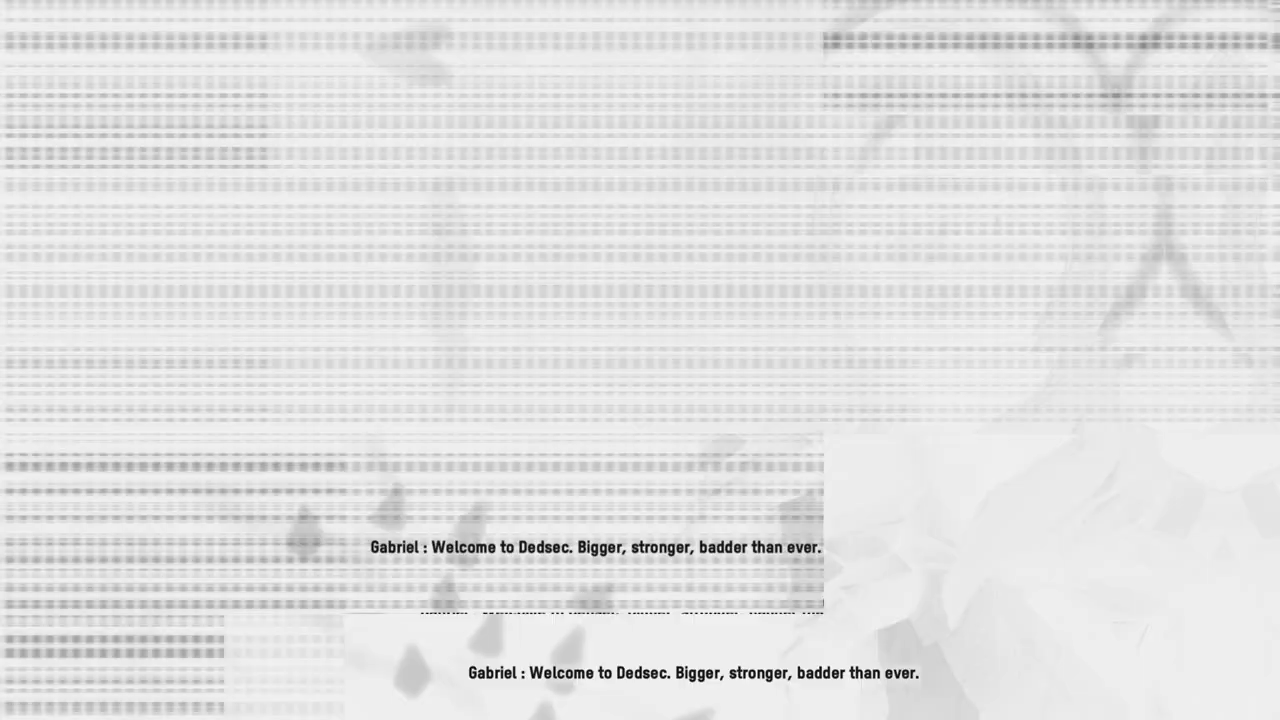 Gabriel : Welcome to Dedsec. Bigger, stronger, badder than ever.
Gabriel : Welcome to Dedsec. Bigger, stronger, badder than ever.